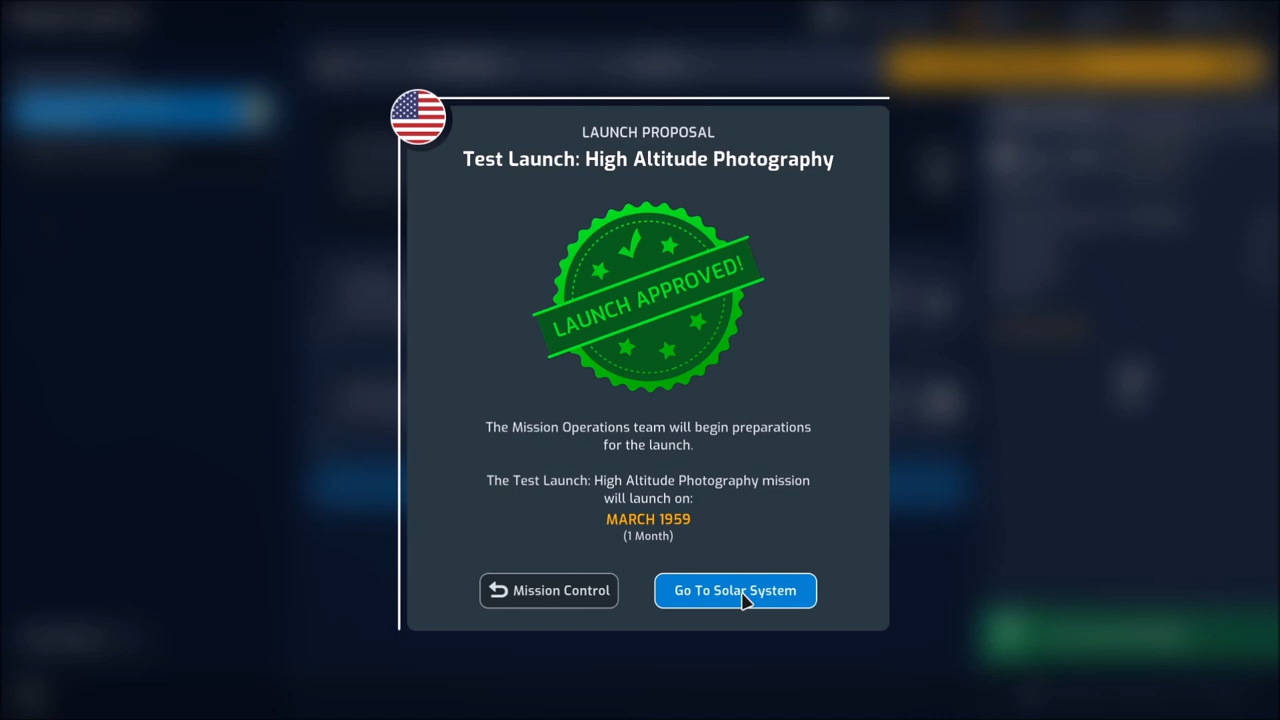 LAUNCH PROPOSAL
Test Launch: High Altitude Photography
LAUNCH APPROVED!
The Mission Operations team will begin preparations
for the launch.
The Test Launch: High Altitude Photography mission
will launch on:
MARCH 1959
(1 Month)
Mission Control
Go To Solar System